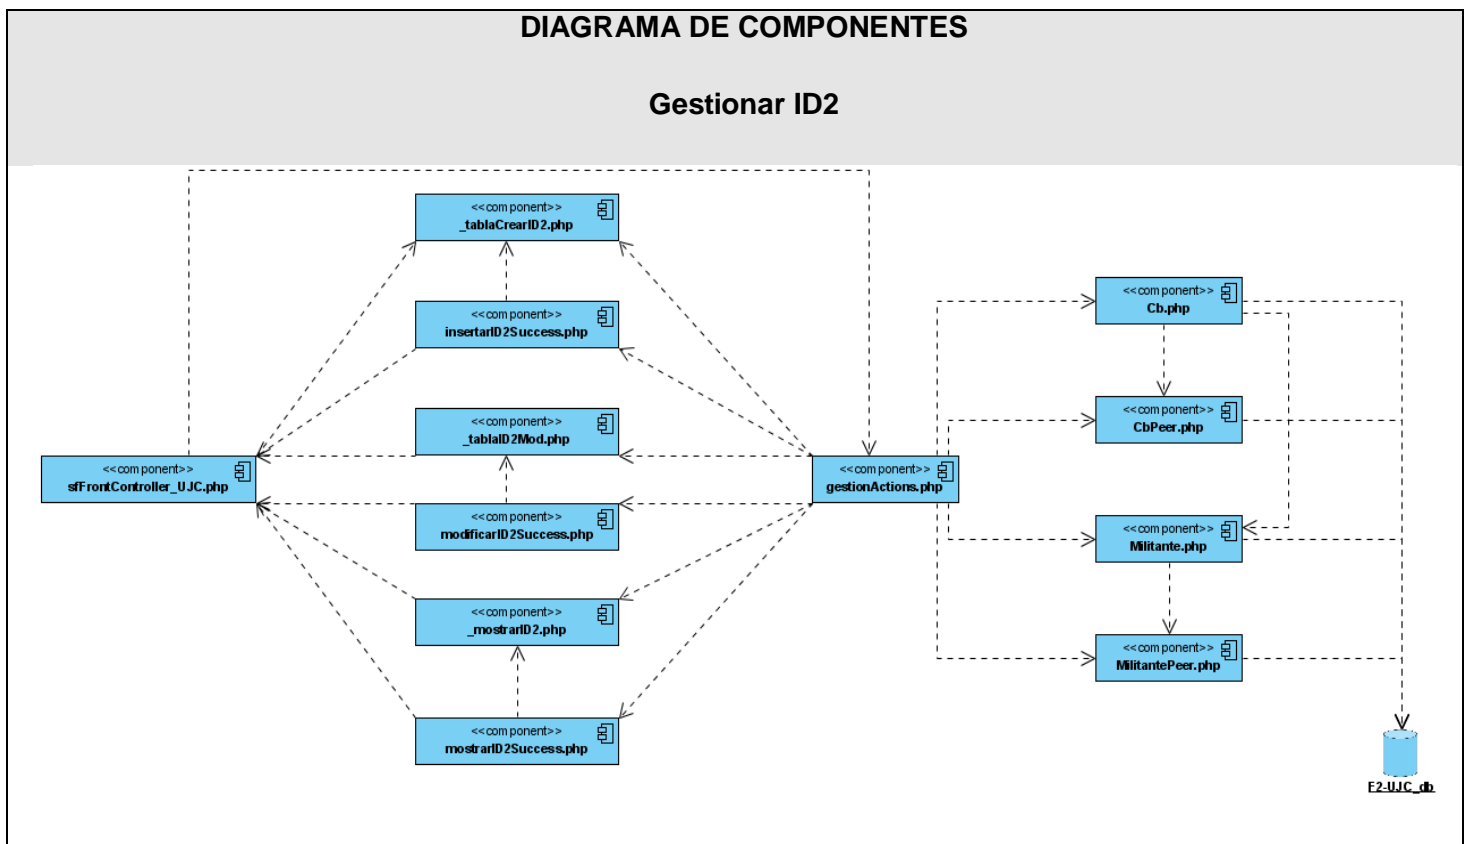 DIAGRAMA DE COMPONENTES
Gestionar ID2
<<component>>
_tablaCrearID2.php
<<component>>
insertarID2Success.php
<<component>>
_tablaID2Mod.php
<<component>>
sfFrontController_UJC.php
<<component>>
modificarID2Success.php
<<component>>
_mostrarID2.php
<<component>>
mostrarID2Success.php
<<component>>
gestionActions.php
<<component>>
Cb.php
<<component>>
CbPeer.php
<<component>>
Militante.php
<<component>>
MilitantePeer.php
F2-UJC_db